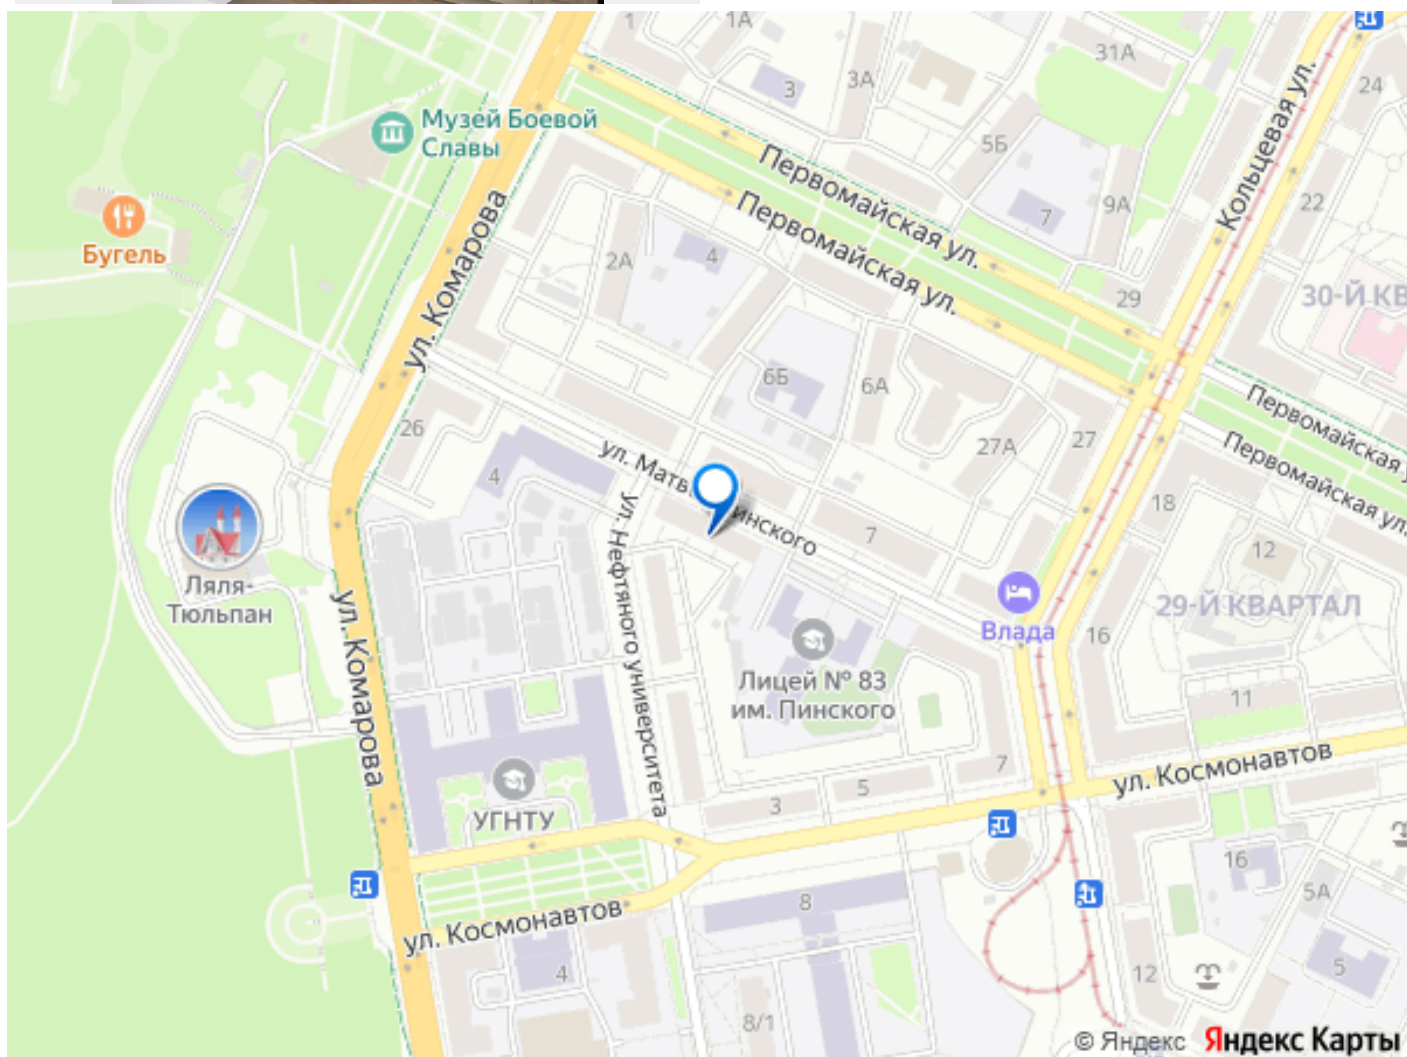 1
1А
31А
3
3А
24
Музей Боевой
Славы
5Б
Кольцевая ул.
Первомайская ул.
22
9А
7
Первомайская ул.
Бугель
ул. Комарова
2А
4
29
30-Й КВ
6Б
6А
Первомайская
26
27А
27
Первомайская ул.
4
ул.
инского
18
7
12
Ляля-
Тюльпан
ул. Нефтяного университета
29-Й КВАРТАЛ
Влада
16
ул. Комарова
Лицей № 83
им. Пинского
11
7
ул. Космонавтов
5
3
УГНТУ
16
5А
8
ул. Космонавтов
4
12
5
8/1
© Яндекс Яндекс Карты